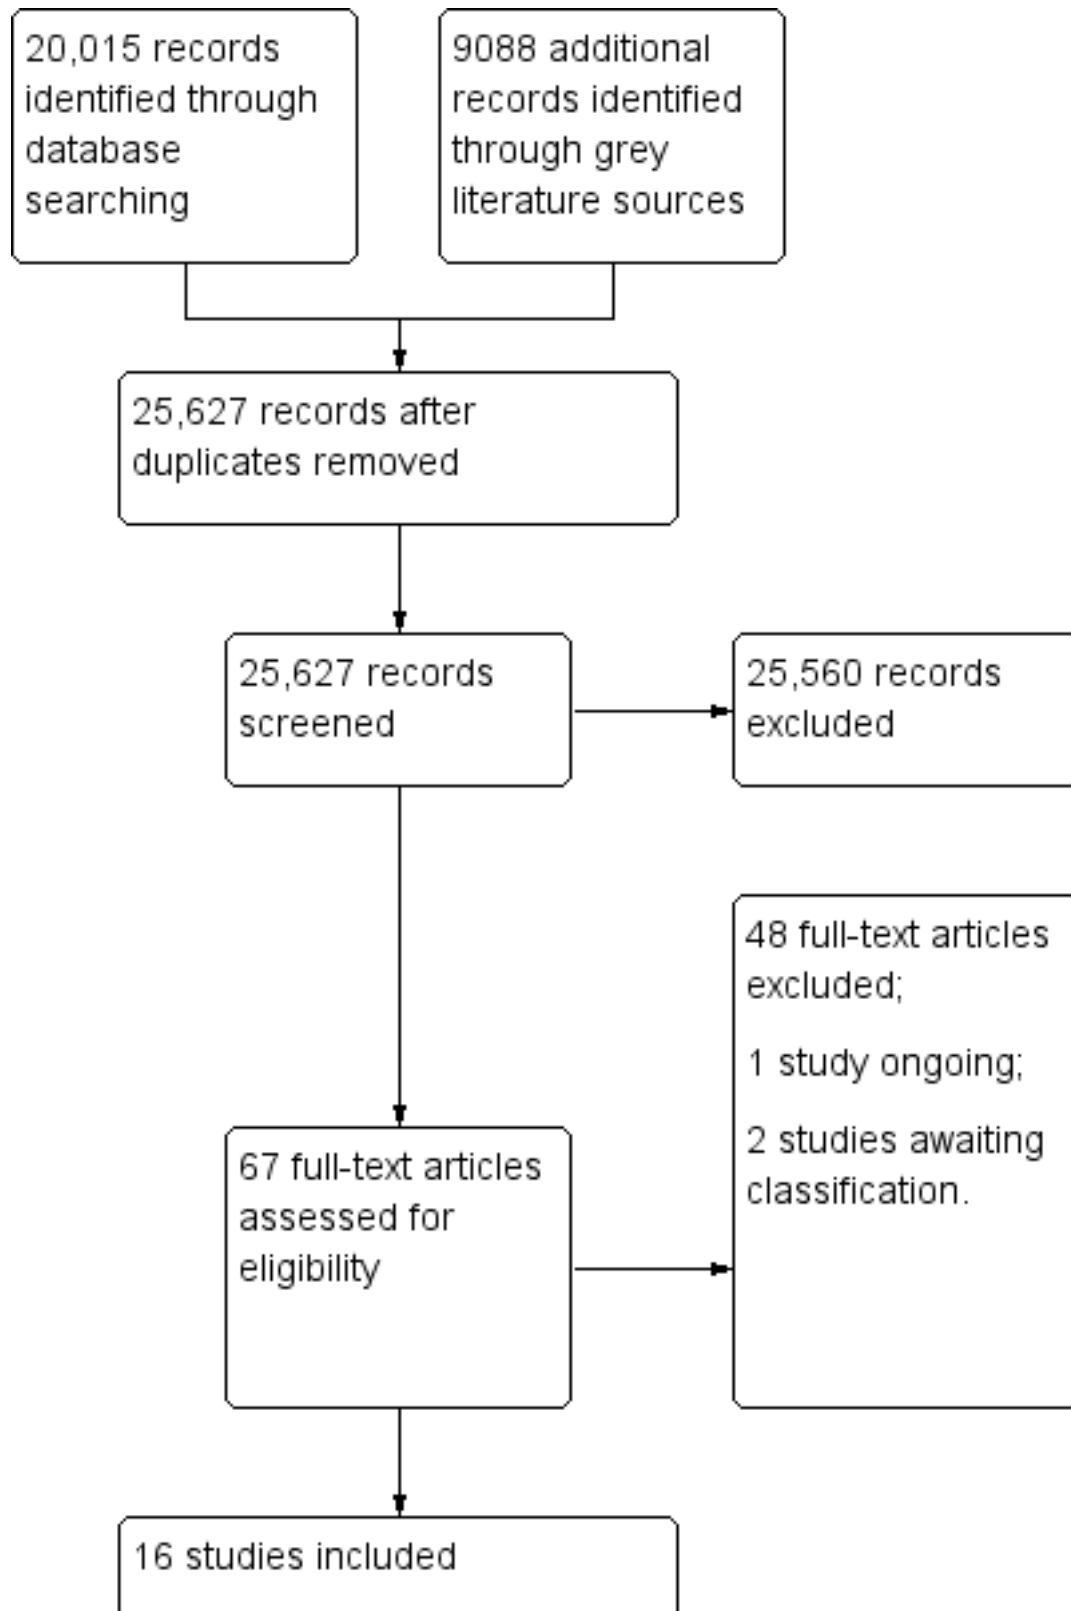 20,015 records
identified through
database
searching
9088 additional
records identified
through grey
literature sources
25,627 records after
duplicates removed
25,627 records
screened
25,560 records
excluded
48 full-text articles
excluded;
1 study ongoing;
2 studies awaiting
classification.
67 full-text articles
assessed for
eligibility
16 studies included